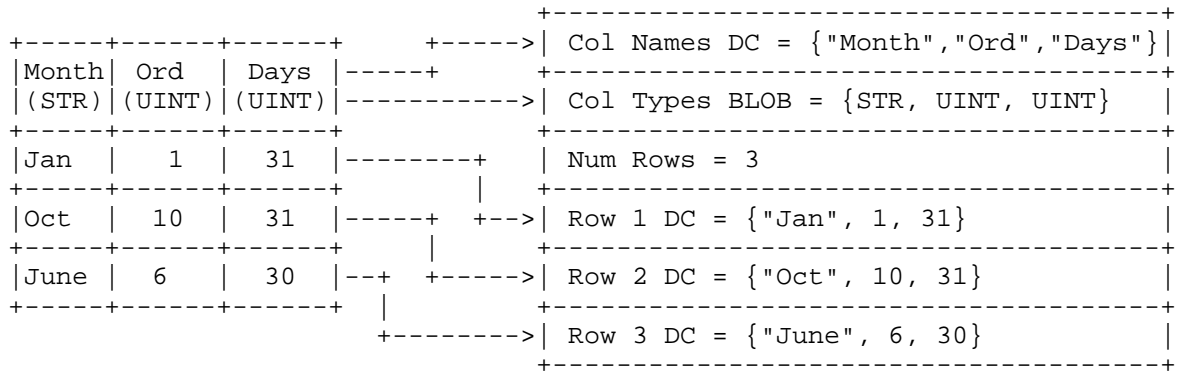 Col Names DC = {"Month","Ord","Days"}
|Month| Ord | Days |
|(STR)|(UINT)|(UINT)| Col Types BLOB = {STR, UINT, UINT}
|Jan | 1 | 31 | Num Rows = 3
|Oct | 10 | 31 | Row 1 DC = {"Jan", 1, 31}
|June | 6 | 30 | Row 2 DC = {"Oct", 10, 31}
Row 3 DC = {"June", 6, 30}